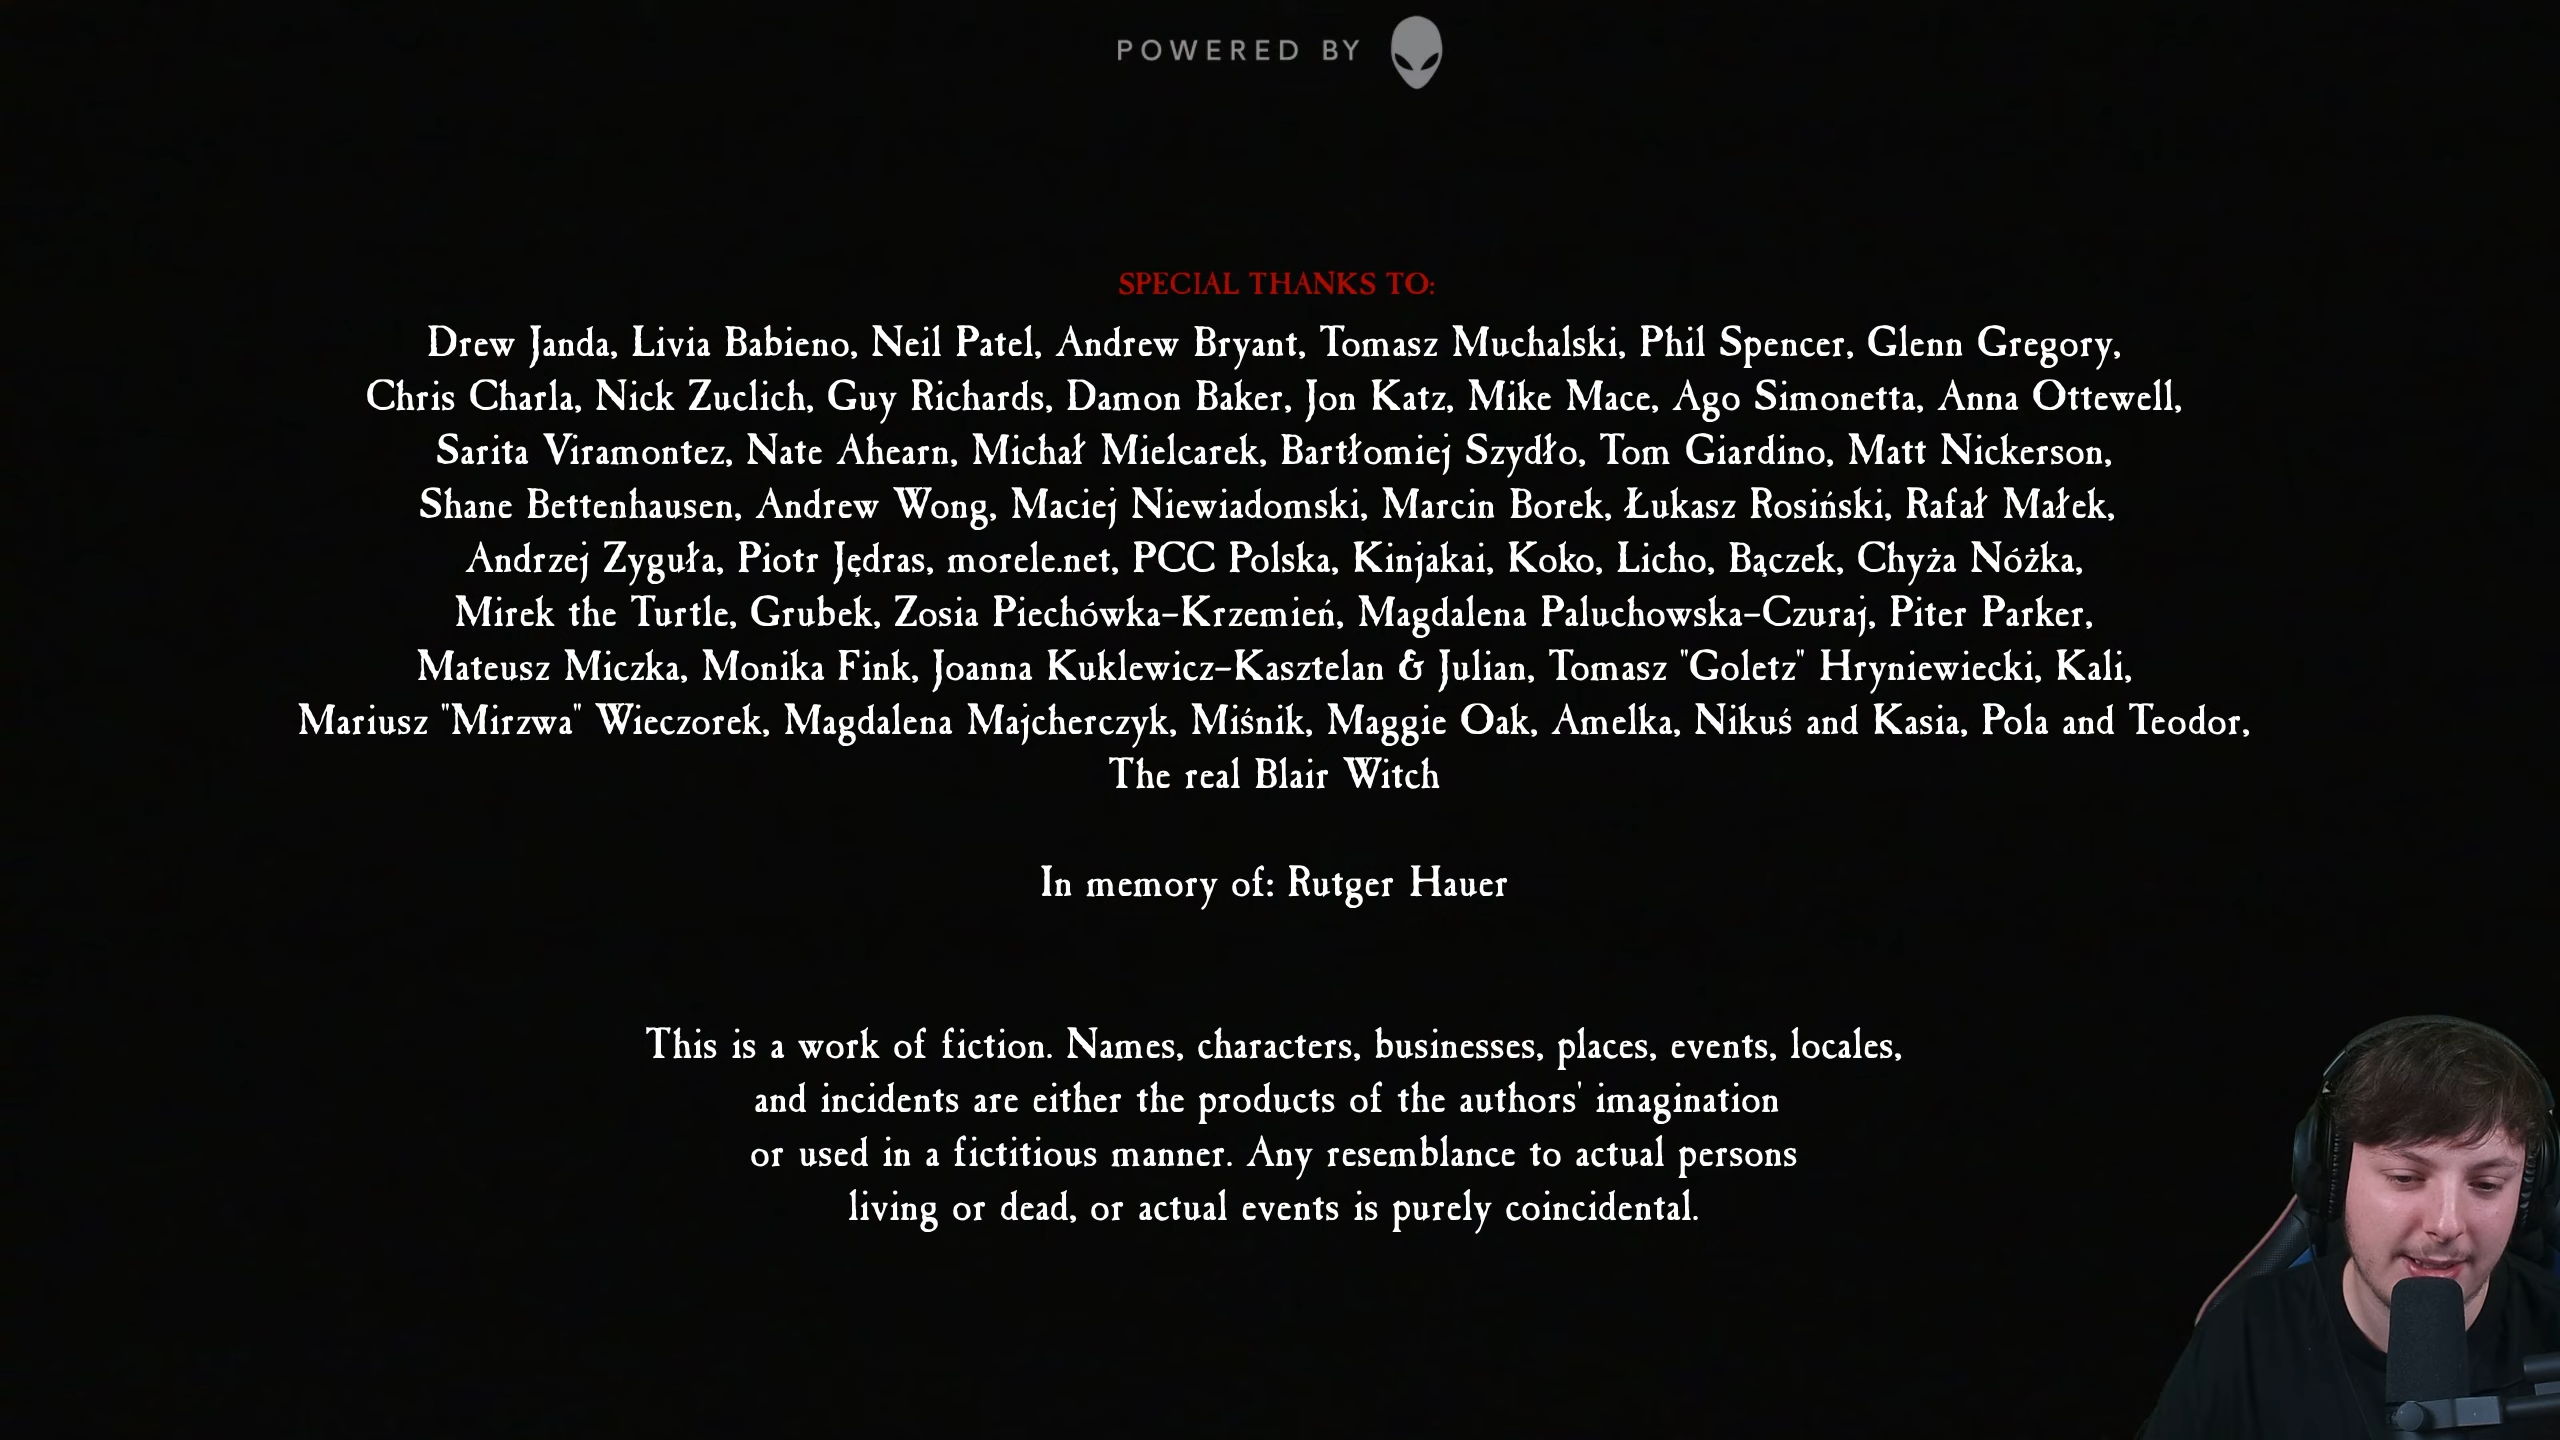 POWERED BY
SPECIAL THANKS TO:
Drew Janda, Livia Babieno, Neil Patel, Andrew Bryant, Tomasz Muchalski, Phil Spencer, Glenn Gregory,
Chris Charla, Nick Zuclich, Guy Richards, Damon Baker, Jon Katz, Mike Mace, Ago Simonetta, Anna Ottewell,
Sarita Viramontez, Nate Ahearn, Michał Mielcarek, Bartłomiej Szydło, Tom Giardino, Matt Nickerson,
Shane Bettenhausen, Andrew Wong, Maciej Niewiadomski, Marcin Borek, Łukasz Rosiński, Rafał Małek,
Andrzej Zyguła, Piotr Jędras, morele.net, PCC Polska, Kinjakai, Koko, Licho, Bączek, Chyża Nóżka,
Mirek the Turtle, Grubek, Zosia Piechówka-Krzemień, Magdalena Paluchowska-Czuraj, Piter Parker,
Mateusz Miczka, Monika Fink, Joanna Kuklewicz-Kasztelan & Julian, Tomasz "Goletz" Hryniewiecki, Kali,
Mariusz "Mirzwa" Wieczorek, Magdalena Majcherczyk, Miśnik, Maggie Oak, Amelka, Nikuś and Kasia, Pola and Teodor,
The real Blair Witch
In memory of: Rutger Hauer
This is a work of fiction. Names, characters, businesses, places, events, locales,
and incidents are either the products of the authors' imagination
or used in a fictitious manner. Any resemblance to actual persons
living or dead, or actual events is purely coincidental.